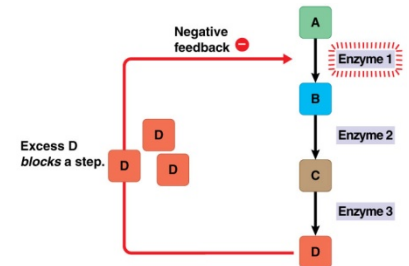 A
Negative
feedback −
Enzyme 1
B
D
Enzyme 2
Excess D
blocks a step.
D
D
C
Enzyme 3
D